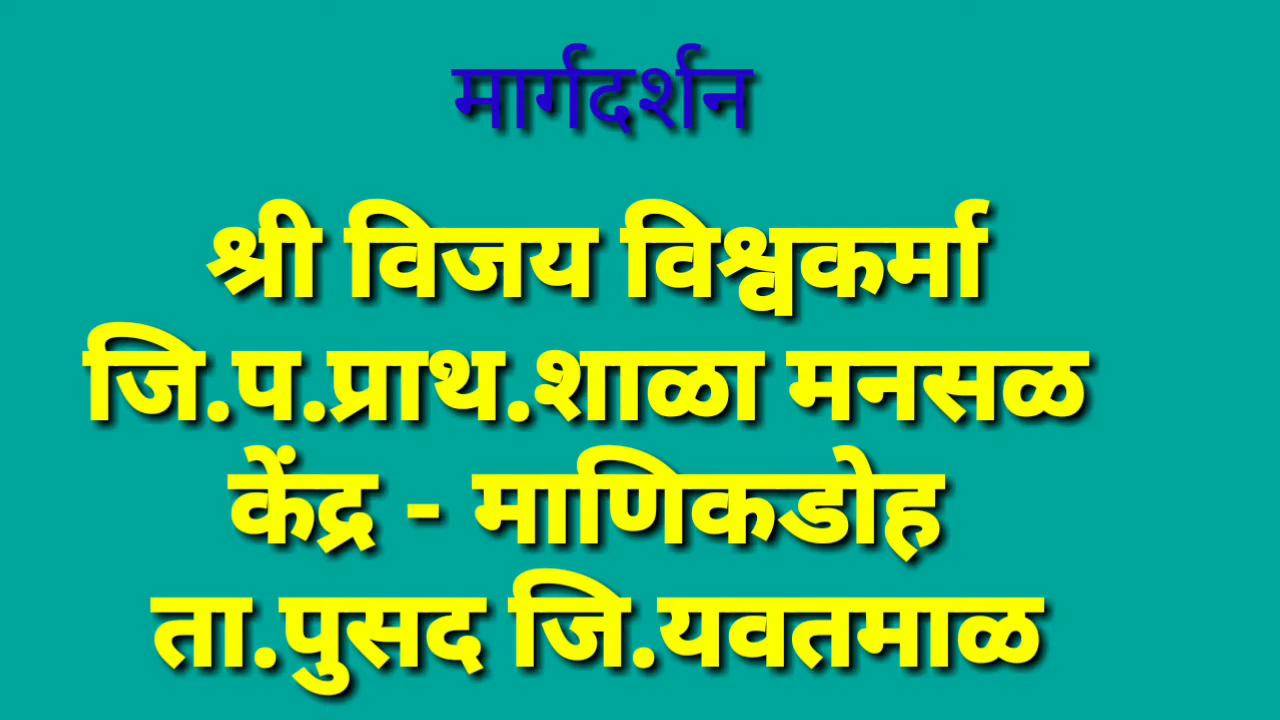 मार्गदर्शन
श्री विजय विश्वकर्मा
जि.प.प्राथ.शाळा मनसळ
केंद्र - माणिकडोह
ता.पुसद जि.यवतमाळ